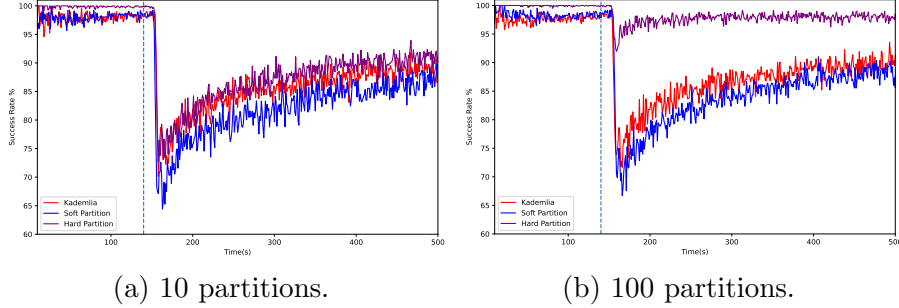 100
95
90
85
80
75
70
65
60
Success Rate %
100
200
300
400
500
Time(s)
Kademlia
Soft Partition
Hard Partition
(a) 10 partitions.
100
95
90
85
80
75
70
65
60
Success Rate %
100
200
300
400
500
Time(s)
Kademlia
Soft Partition
Hard Partition
(b) 100 partitions.